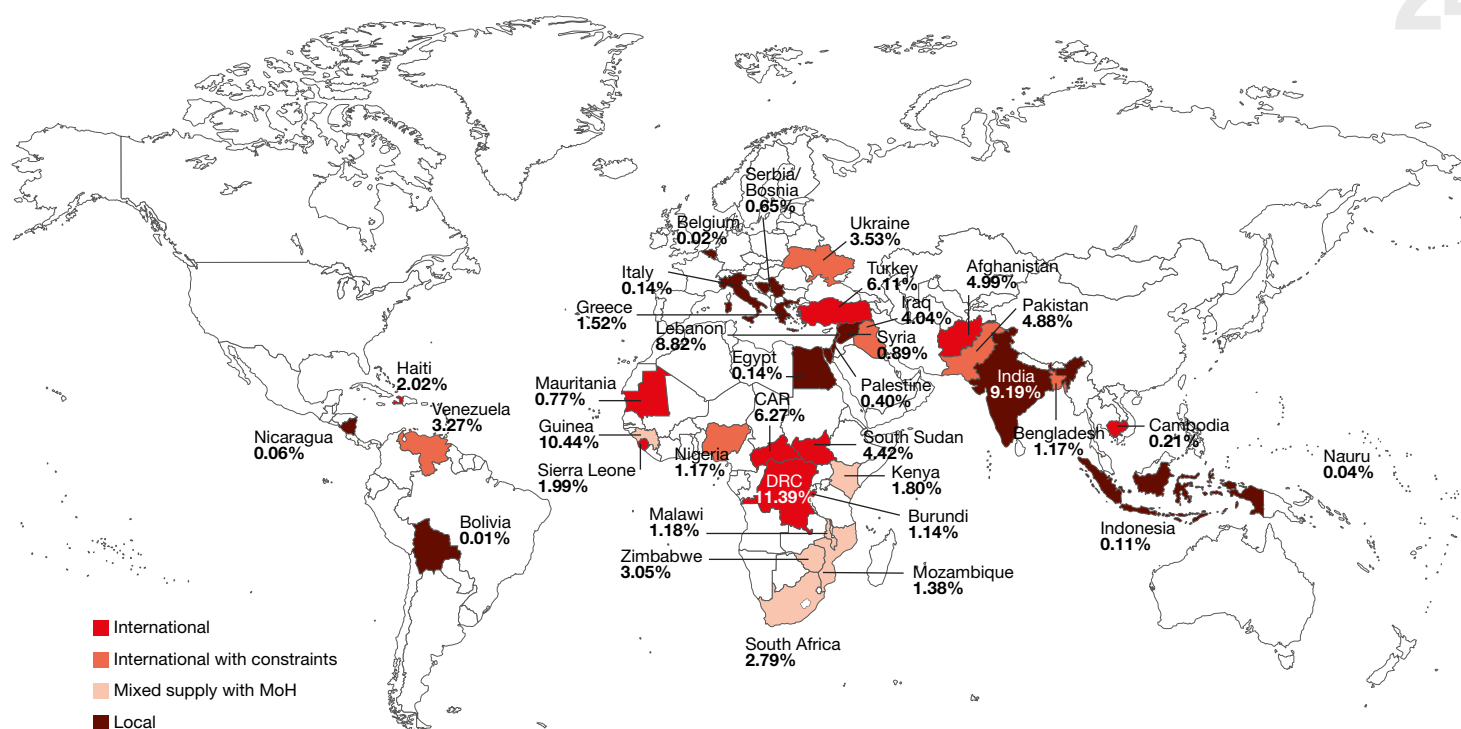 24
Serbia/
Bosnia
0.65%
Belgium
0.02%
Ukraine
3.53%
Italy
0.14%
Turkey
6.11%
Afghanistan
4.99%
Greece
1.52%
Iraq
4.04%
Pakistan
4.88%
Lebanon
8.82%
Syria
0.89%
Egypt
0.14%
Palestine
0.40%
India
9.19%
Haiti
2.02%
Mauritania
0.77%
CAR
6.27%
Venezuela
3.27%
Guinea
10.44%
South Sudan
4.42%
Bengladesh
1.17%
Cambodia
0.21%
Nicaragua
0.06%
Sierra Leone
1.99%
Nigeria
1.17%
Kenya
1.80%
Nauru
0.04%
DRC
11.39%
Bolivia
0.01%
Malawi
1.18%
Burundi
1.14%
Indonesia
0.11%
Zimbabwe
3.05%
Mozambique
1.38%
South Africa
2.79%
International
International with constraints
Mixed supply with MoH
Local